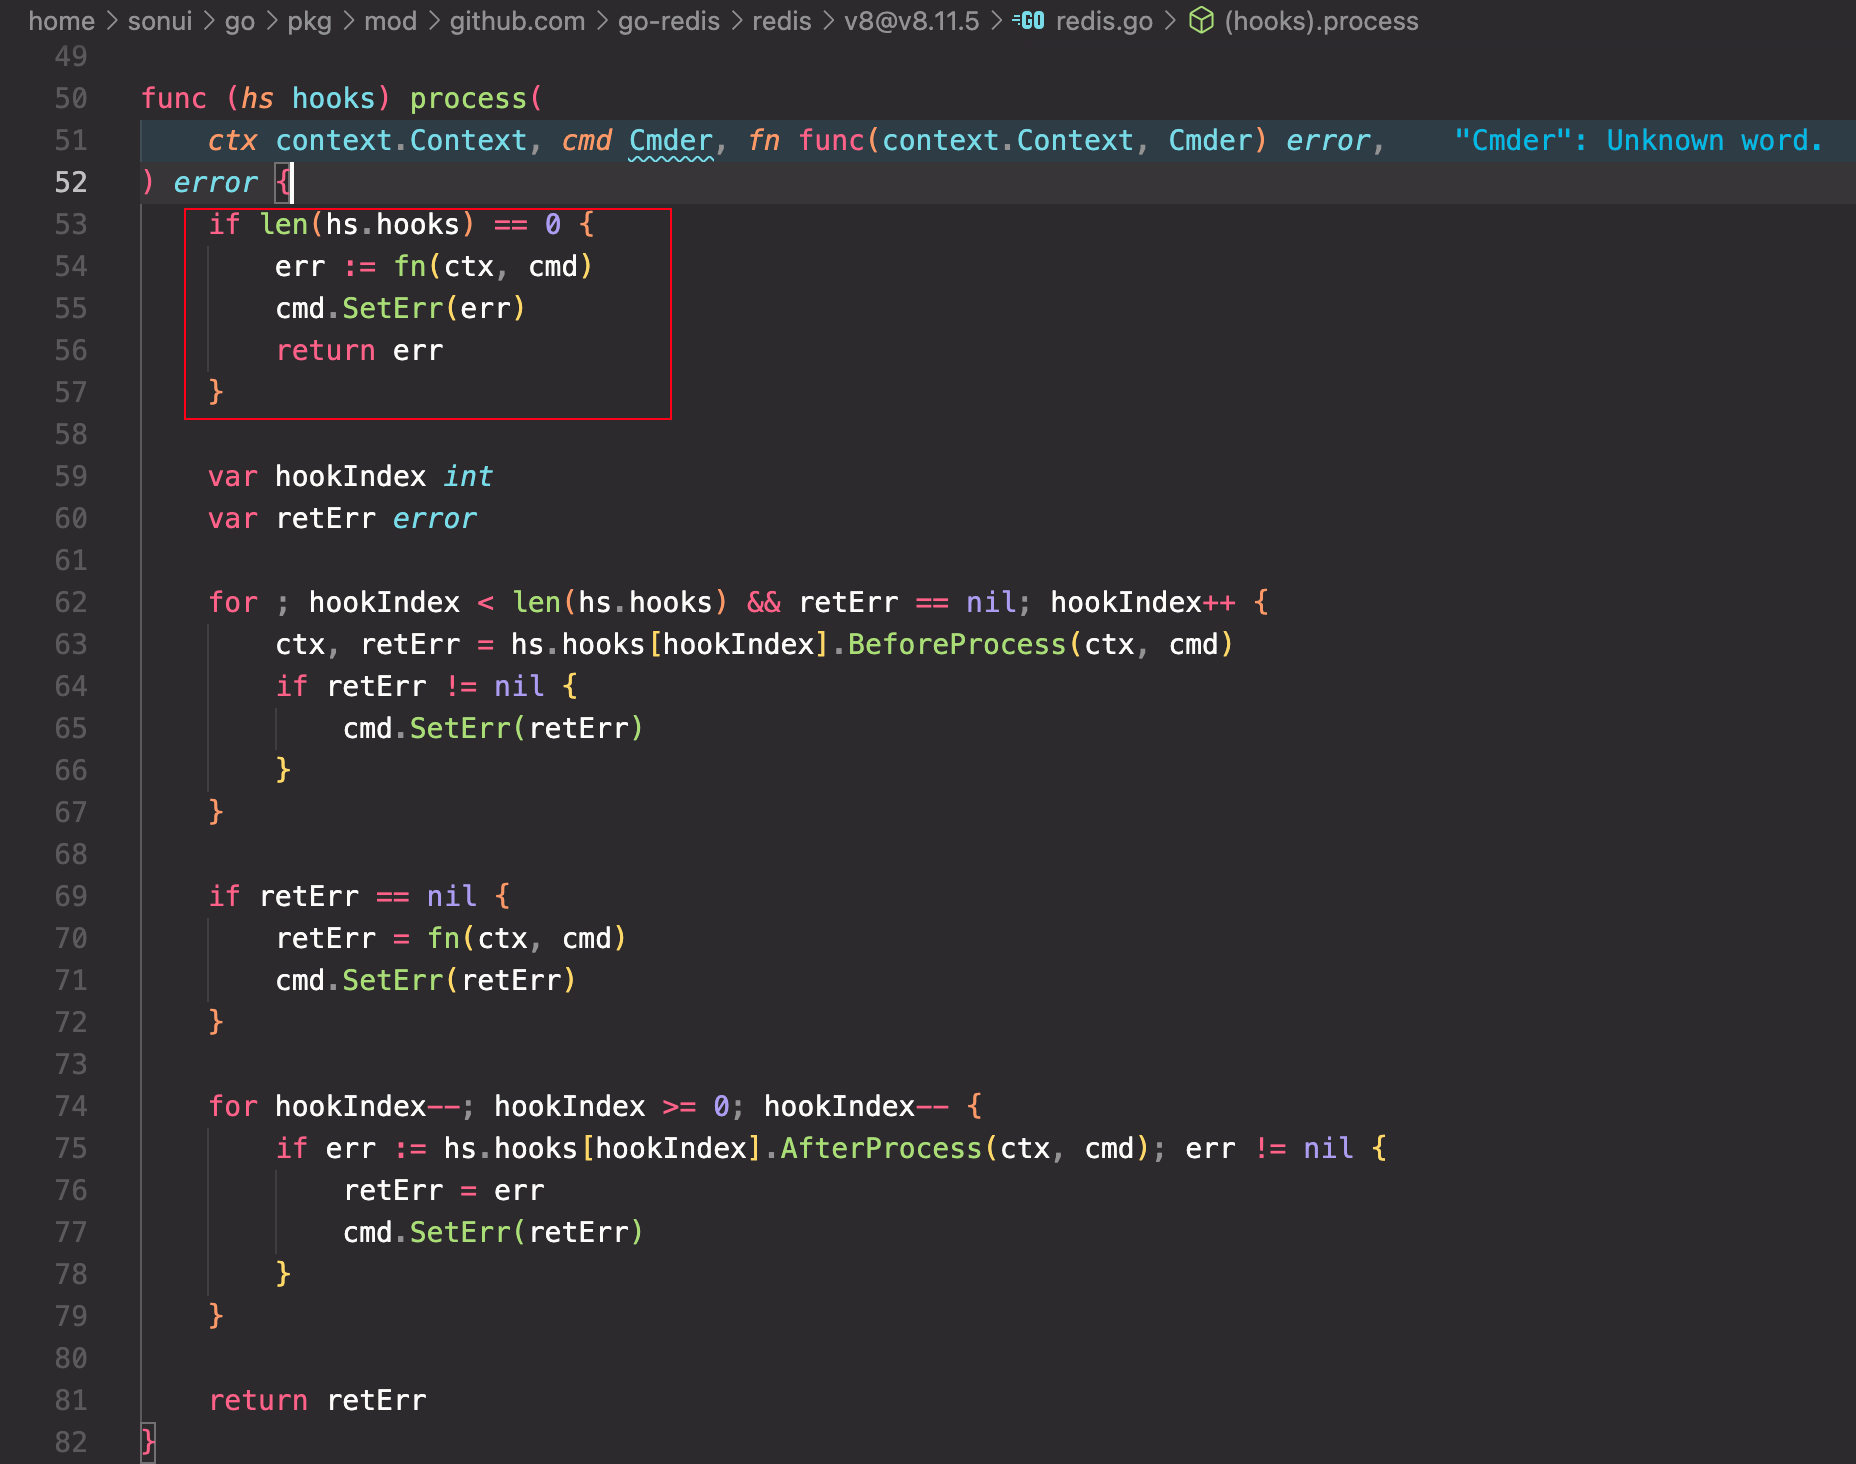 home > sonui > go > pkg > mod > github.com > go-redis > redis > v8@v8.11.5 > GO redis.go > (hooks).process
49
50 func (hs hooks) process(
51     ctx context.Context, cmd Cmder, fn func(context.Context, Cmder) error,    "Cmder": Unknown word.
52 ) error {
53     if len(hs.hooks) == 0 {
54         err := fn(ctx, cmd)
55         cmd.SetErr(err)
56         return err
57     }
58
59     var hookIndex int
60     var retErr error
61
62     for ; hookIndex < len(hs.hooks) && retErr == nil; hookIndex++ {
63         ctx, retErr = hs.hooks[hookIndex].BeforeProcess(ctx, cmd)
64         if retErr != nil {
65             cmd.SetErr(retErr)
66         }
67     }
68
69     if retErr == nil {
70         retErr = fn(ctx, cmd)
71         cmd.SetErr(retErr)
72     }
73
74     for hookIndex--; hookIndex >= 0; hookIndex-- {
75         if err := hs.hooks[hookIndex].AfterProcess(ctx, cmd); err != nil {
76             retErr = err
77             cmd.SetErr(retErr)
78         }
79     }
80
81     return retErr
82 }